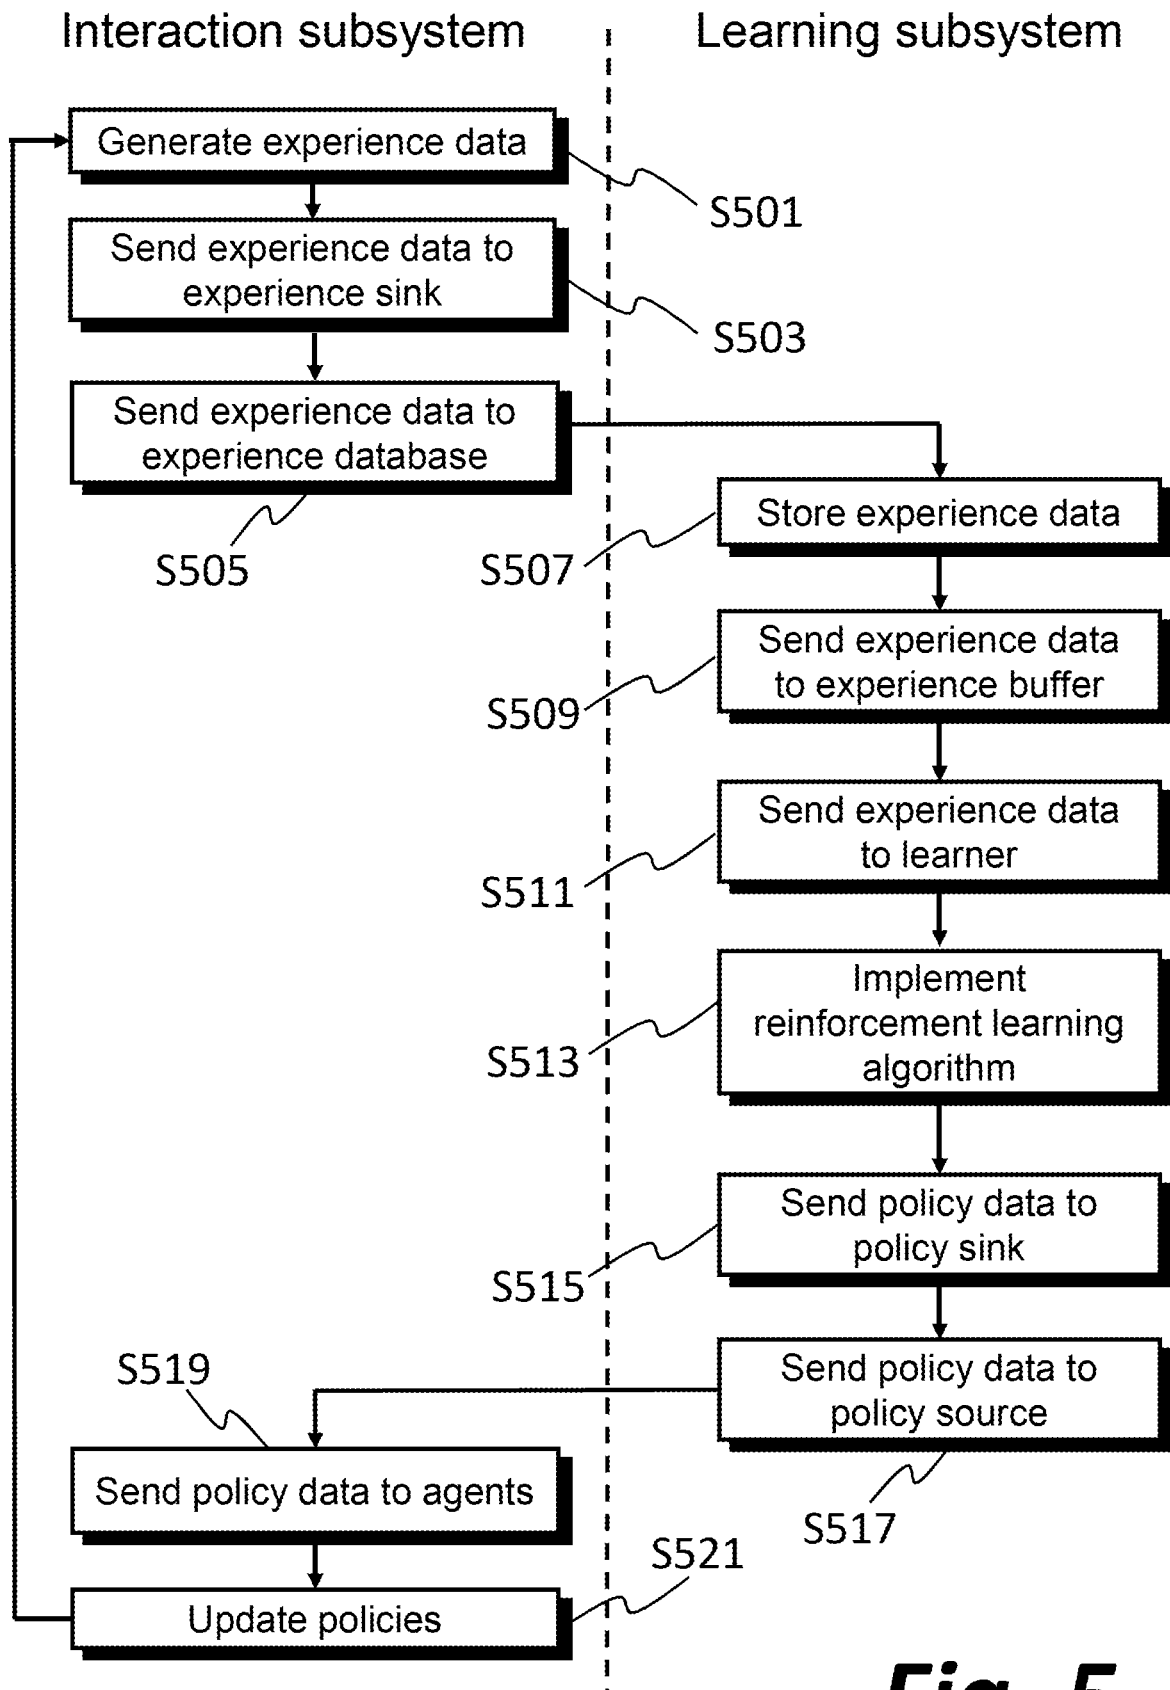 Interaction subsystem
Learning subsystem
Generate experience data
S501
Send experience data to
experience sink
S503
Send experience data to
experience database
S505
Store experience data
S507
Send experience data
to experience buffer
S509
Send experience data
to learner
S511
Implement
reinforcement learning
algorithm
S513
Send policy data to
policy sink
S515
Send policy data to
policy source
S517
S519
Send policy data to agents
S521
Update policies
Fig. 5